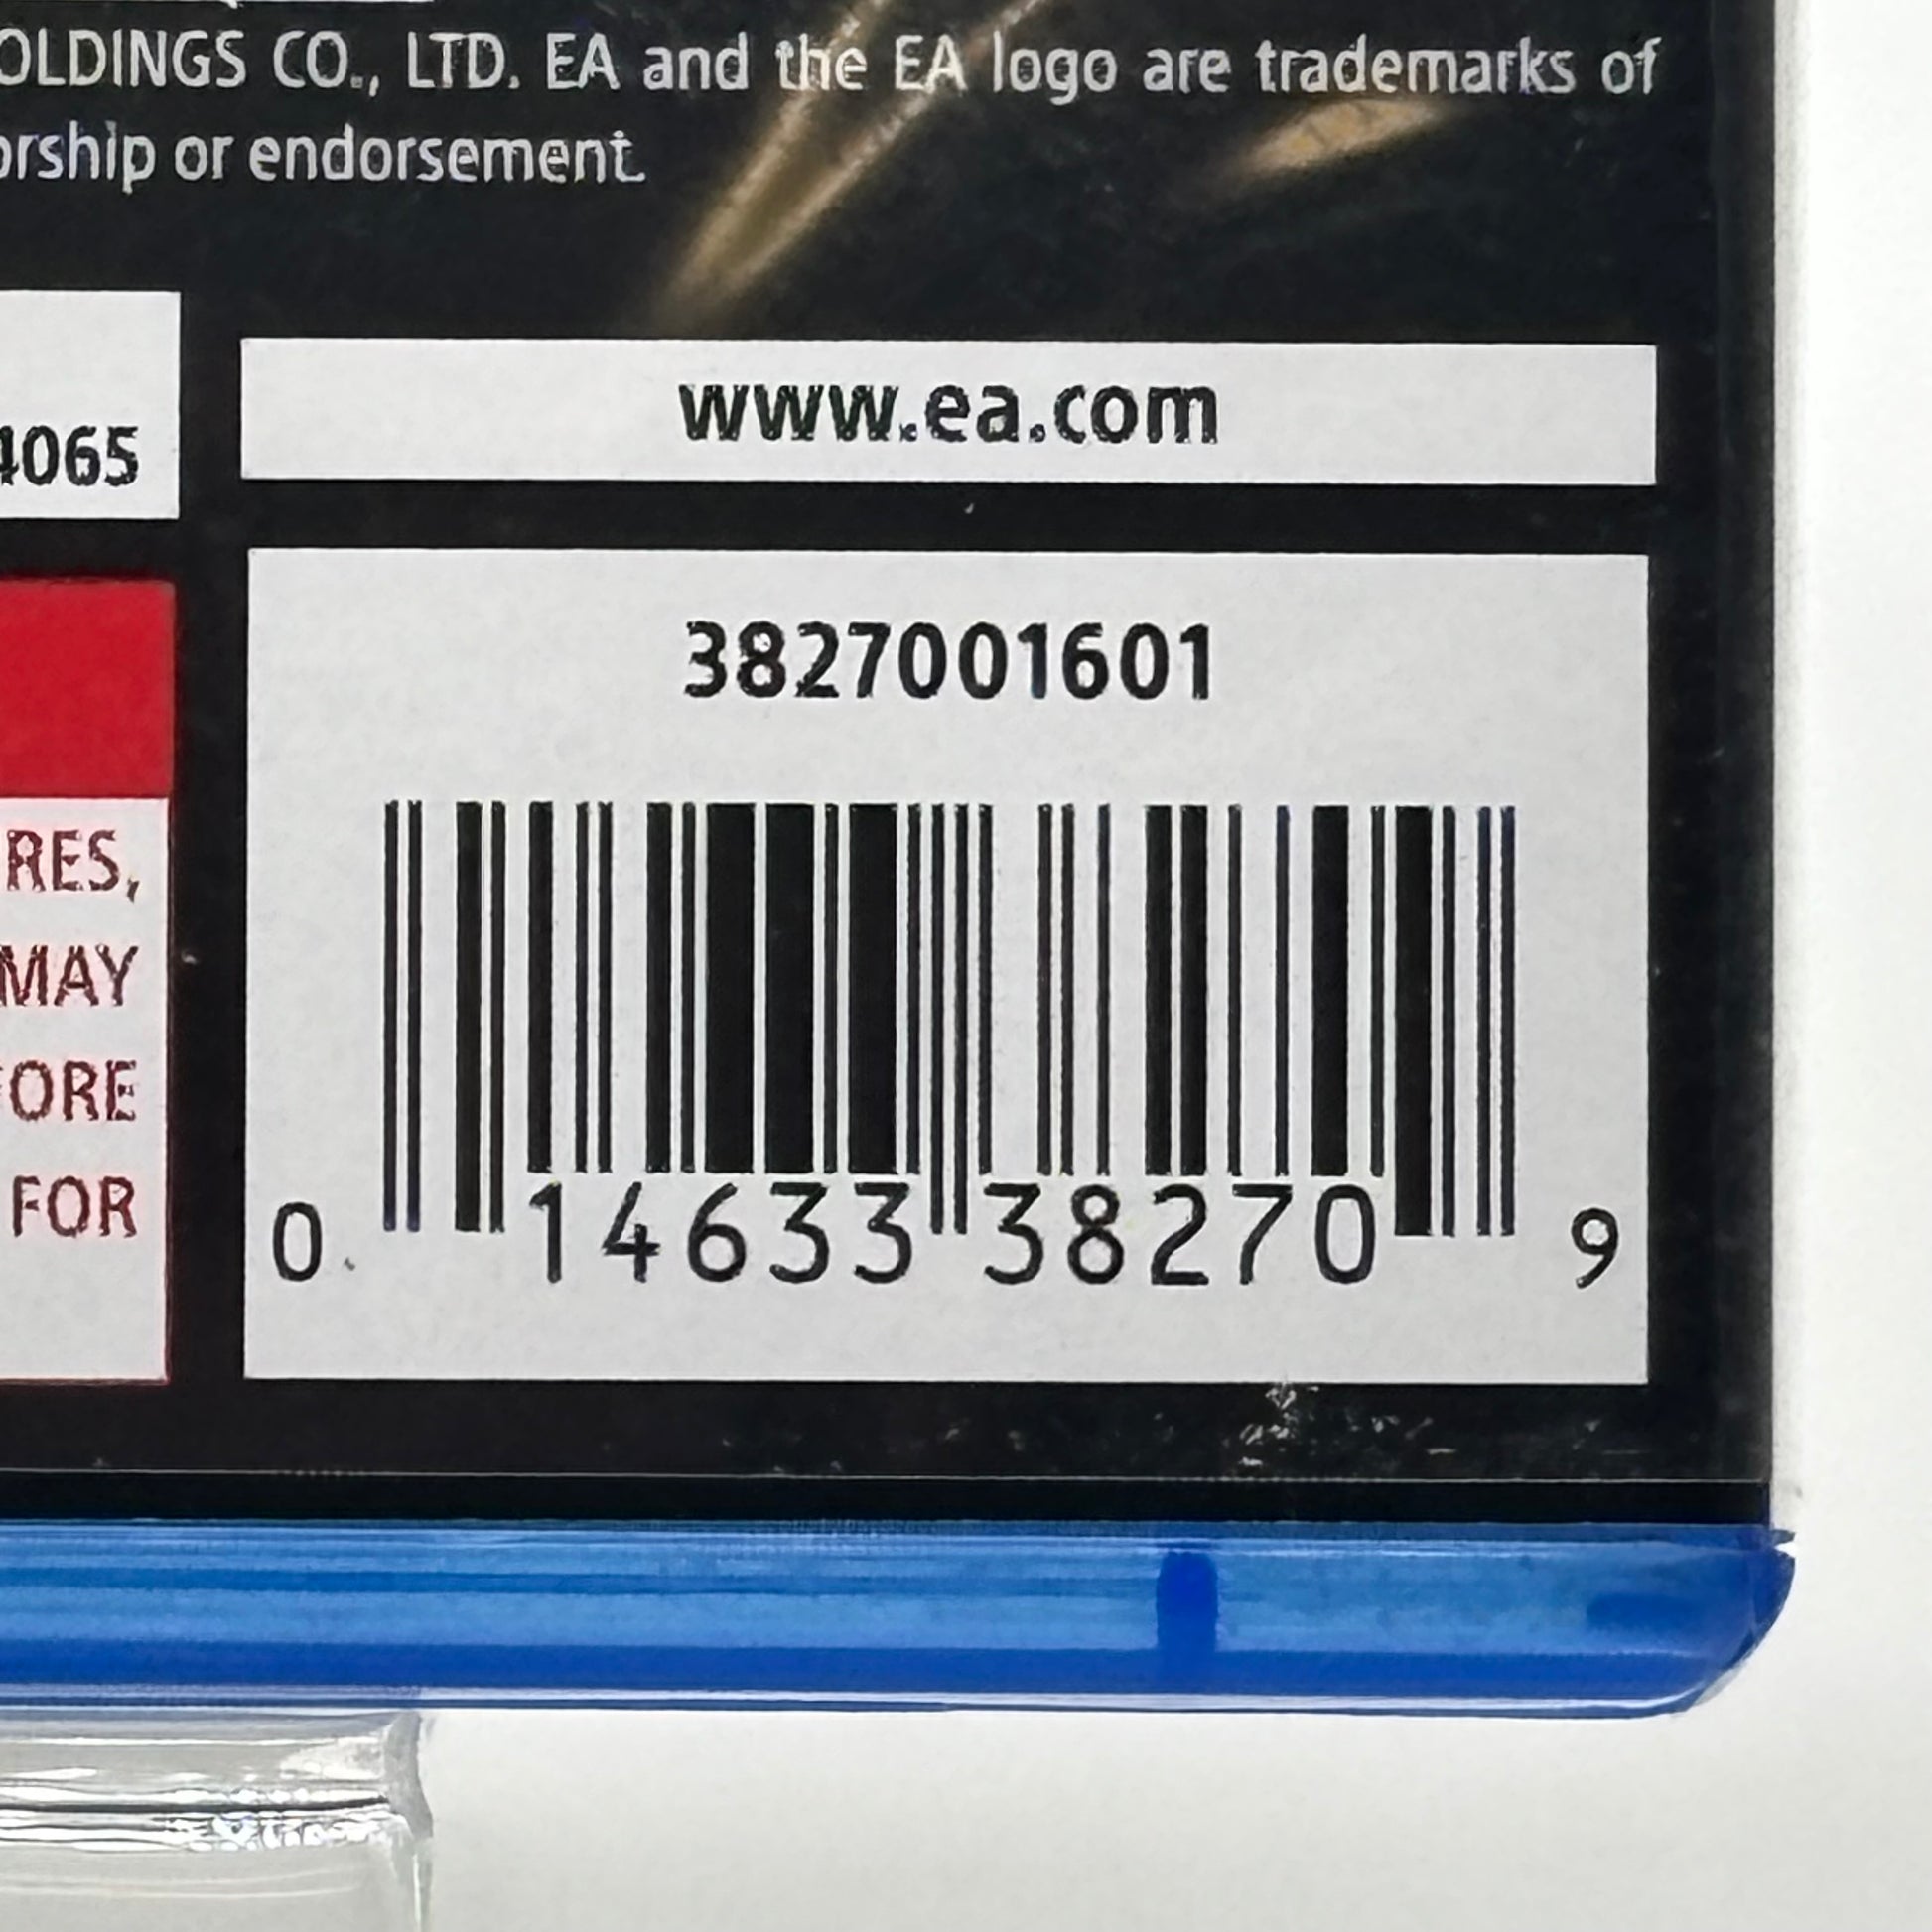 OLDINGS CO., LTD. EA and the EA logo are trademarks of
orship or endorsement.
www.ea.com
4065
3827001601
RES,
MAY
FORE
FOR
0 14633 38270 9